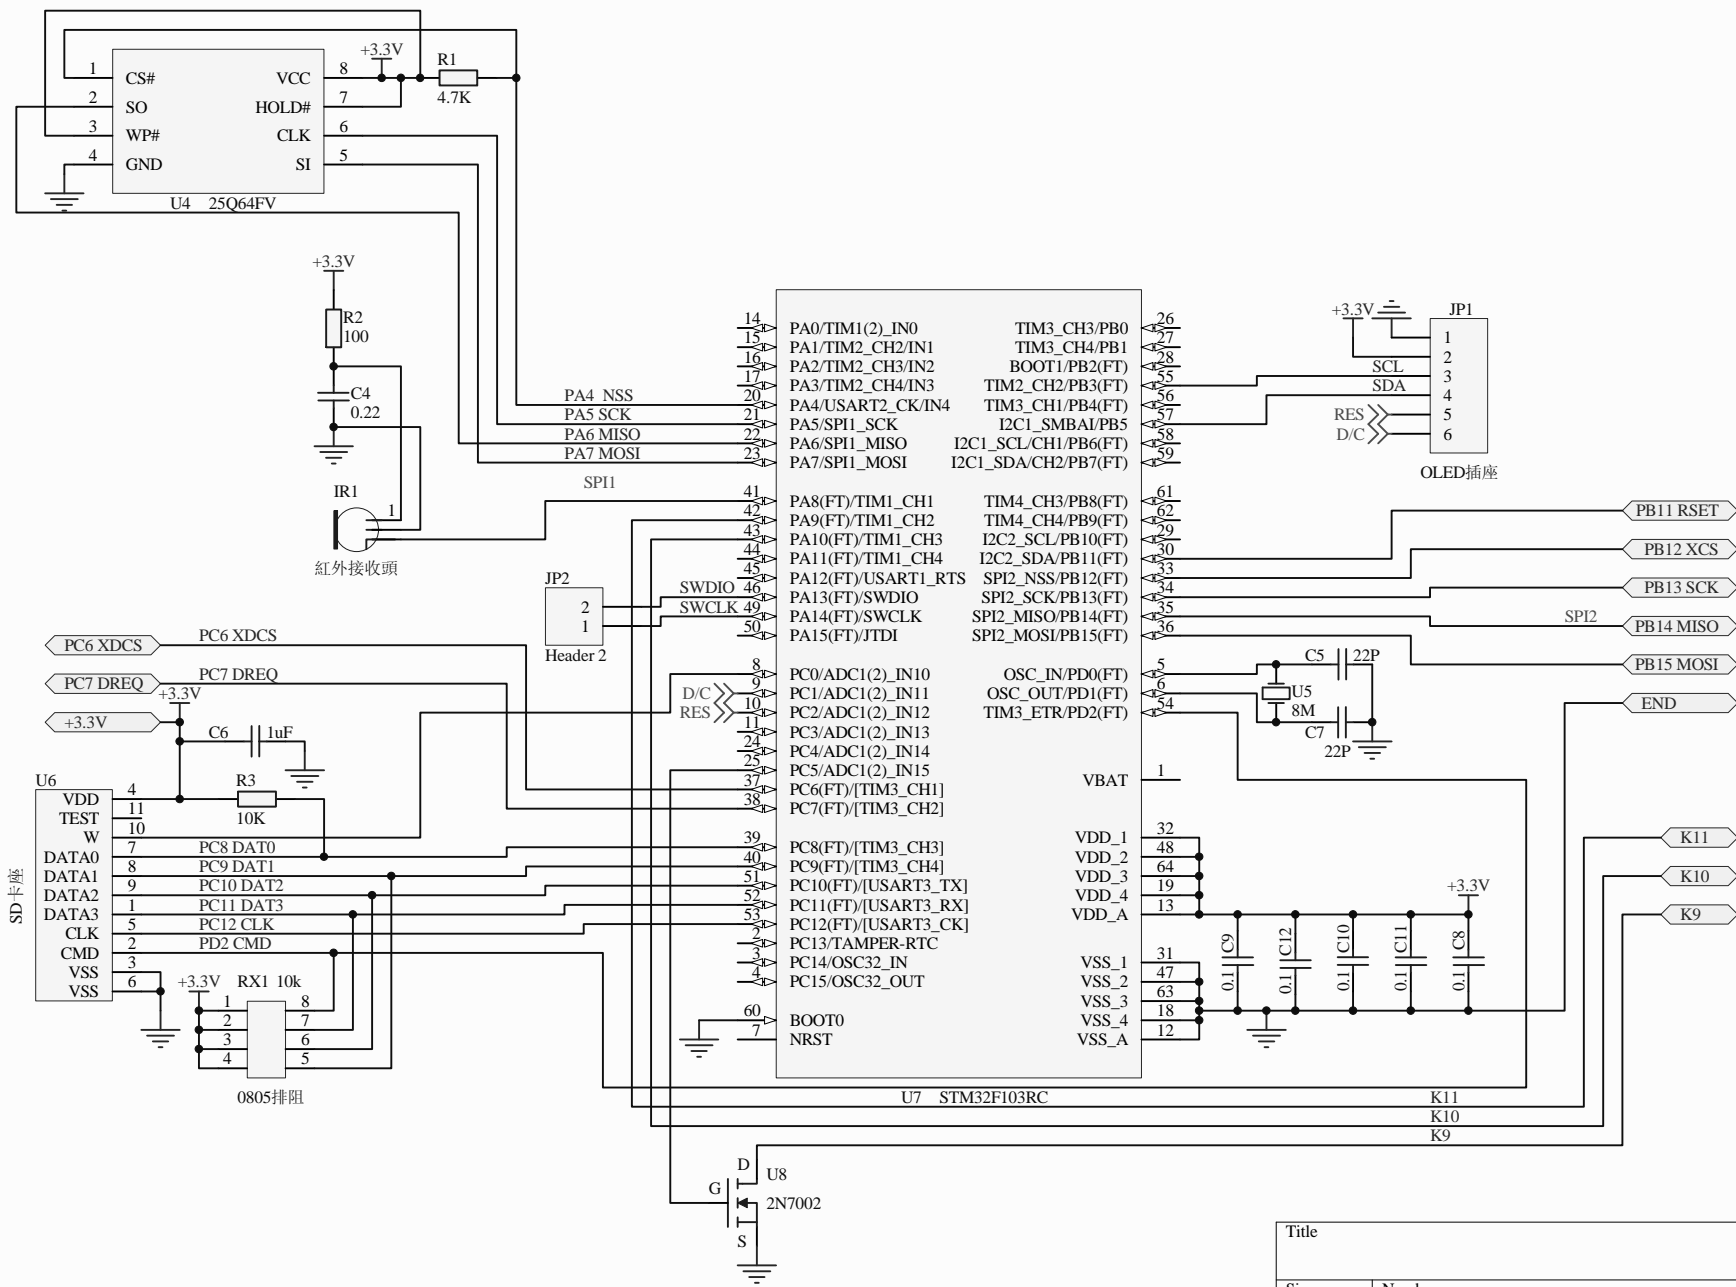 +3.3V
R1
4.7K
1 CS# VCC 8
2 SO HOLD# 7
3 WP# CLK 6
4 GND SI 5
U4 25Q64FV
+3.3V
R2
100
C4
0.22
IR1
1
紅外接收頭
PA4 NSS
PA5 SCK
PA6 MISO
PA7 MOSI
SPI1
JP2
2
1
Header 2
SWDIO
SWCLK
14 PA0/TIM1(2)_IN0
15 PA1/TIM2_CH2/IN1
16 PA2/TIM2_CH3/IN2
17 PA3/TIM2_CH4/IN3
20 PA4/USART2_CK/IN4
21 PA5/SPI1_SCK
22 PA6/SPI1_MISO
23 PA7/SPI1_MOSI
41 PA8(FT)/TIM1_CH1
42 PA9(FT)/TIM1_CH2
43 PA10(FT)/TIM1_CH3
44 PA11(FT)/TIM1_CH4
45 PA12(FT)/USART1_RTS
46 PA13(FT)/SWDIO
49 PA14(FT)/SWCLK
50 PA15(FT)/JTDI
8 PC0/ADC1(2)_IN10
D/C 9 PC1/ADC1(2)_IN11
RES 10 PC2/ADC1(2)_IN12
11 PC3/ADC1(2)_IN13
24 PC4/ADC1(2)_IN14
25 PC5/ADC1(2)_IN15
37 PC6(FT)/[TIM3_CH1]
38 PC7(FT)/[TIM3_CH2]
39 PC8(FT)/[TIM3_CH3]
40 PC9(FT)/[TIM3_CH4]
51 PC10(FT)/[USART3_TX]
52 PC11(FT)/[USART3_RX]
53 PC12(FT)/[USART3_CK]
2 PC13/TAMPER-RTC
3 PC14/OSC32_IN
4 PC15/OSC32_OUT
60 BOOT0
7 NRST
TIM3_CH3/PB0 26
TIM3_CH4/PB1 27
BOOT1/PB2(FT) 28
TIM2_CH2/PB3(FT) 55
TIM3_CH1/PB4(FT) 56
I2C1_SMBAI/PB5 57
I2C1_SCL/CH1/PB6(FT) 58
I2C1_SDA/CH2/PB7(FT) 59
TIM4_CH3/PB8(FT) 61
TIM4_CH4/PB9(FT) 62
I2C2_SCL/PB10(FT) 29
I2C2_SDA/PB11(FT) 30
SPI2_NSS/PB12(FT) 33
SPI2_SCK/PB13(FT) 34
SPI2_MISO/PB14(FT) 35
SPI2_MOSI/PB15(FT) 36
OSC_IN/PD0(FT) 5
OSC_OUT/PD1(FT) 6
TIM3_ETR/PD2(FT) 54
VBAT 1
VDD_1 32
VDD_2 48
VDD_3 64
VDD_4 19
VDD_A 13
VSS_1 31
VSS_2 47
VSS_3 63
VSS_4 18
VSS_A 12
U7 STM32F103RC
+3.3V
JP1
1
2
SCL 3
SDA 4
RES 5
D/C 6
OLED插座
PB11 RSET
PB12 XCS
PB13 SCK
SPI2
PB14 MISO
PB15 MOSI
END
C5 22P
U5
8M
C7
22P
K11
K10
K9
+3.3V
0.1 C9
0.1 C12
0.1 C10
0.1 C11
0.1 C8
K11
K10
K9
PC6 XDCS PC6 XDCS
PC7 DREQ PC7 DREQ
+3.3V
+3.3V
C6 1uF
R3
10K
U6
SD卡座
VDD 4
TEST 11
W 10
DATA0 7 PC8 DAT0
DATA1 8 PC9 DAT1
DATA2 9 PC10 DAT2
DATA3 1 PC11 DAT3
CLK 5 PC12 CLK
CMD 2 PD2 CMD
VSS 3
VSS 6
+3.3V RX1 10k
1 8
2 7
3 6
4 5
0805排阻
D
U8
G
2N7002
S
Title